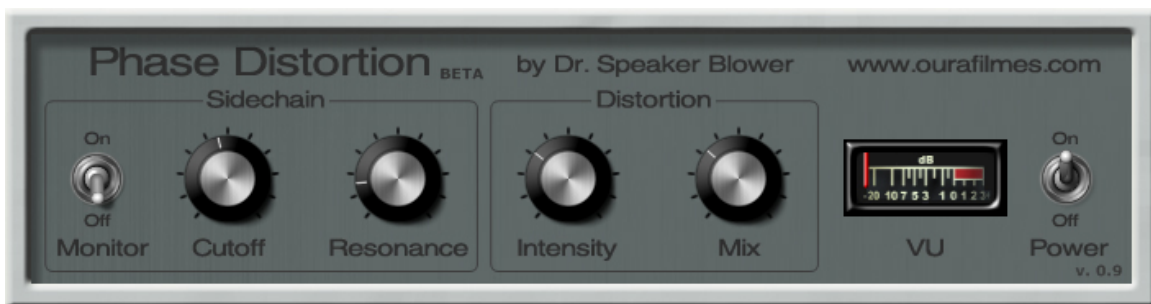 Phase Distortion BETA by Dr. Speaker Blower www.ourafilmes.com
Sidechain Distortion
On On
dB
-20 10 7 5 3 1 0 1 2 3+
Off Off
Monitor Cutoff Resonance Intensity Mix VU Power
v. 0.9